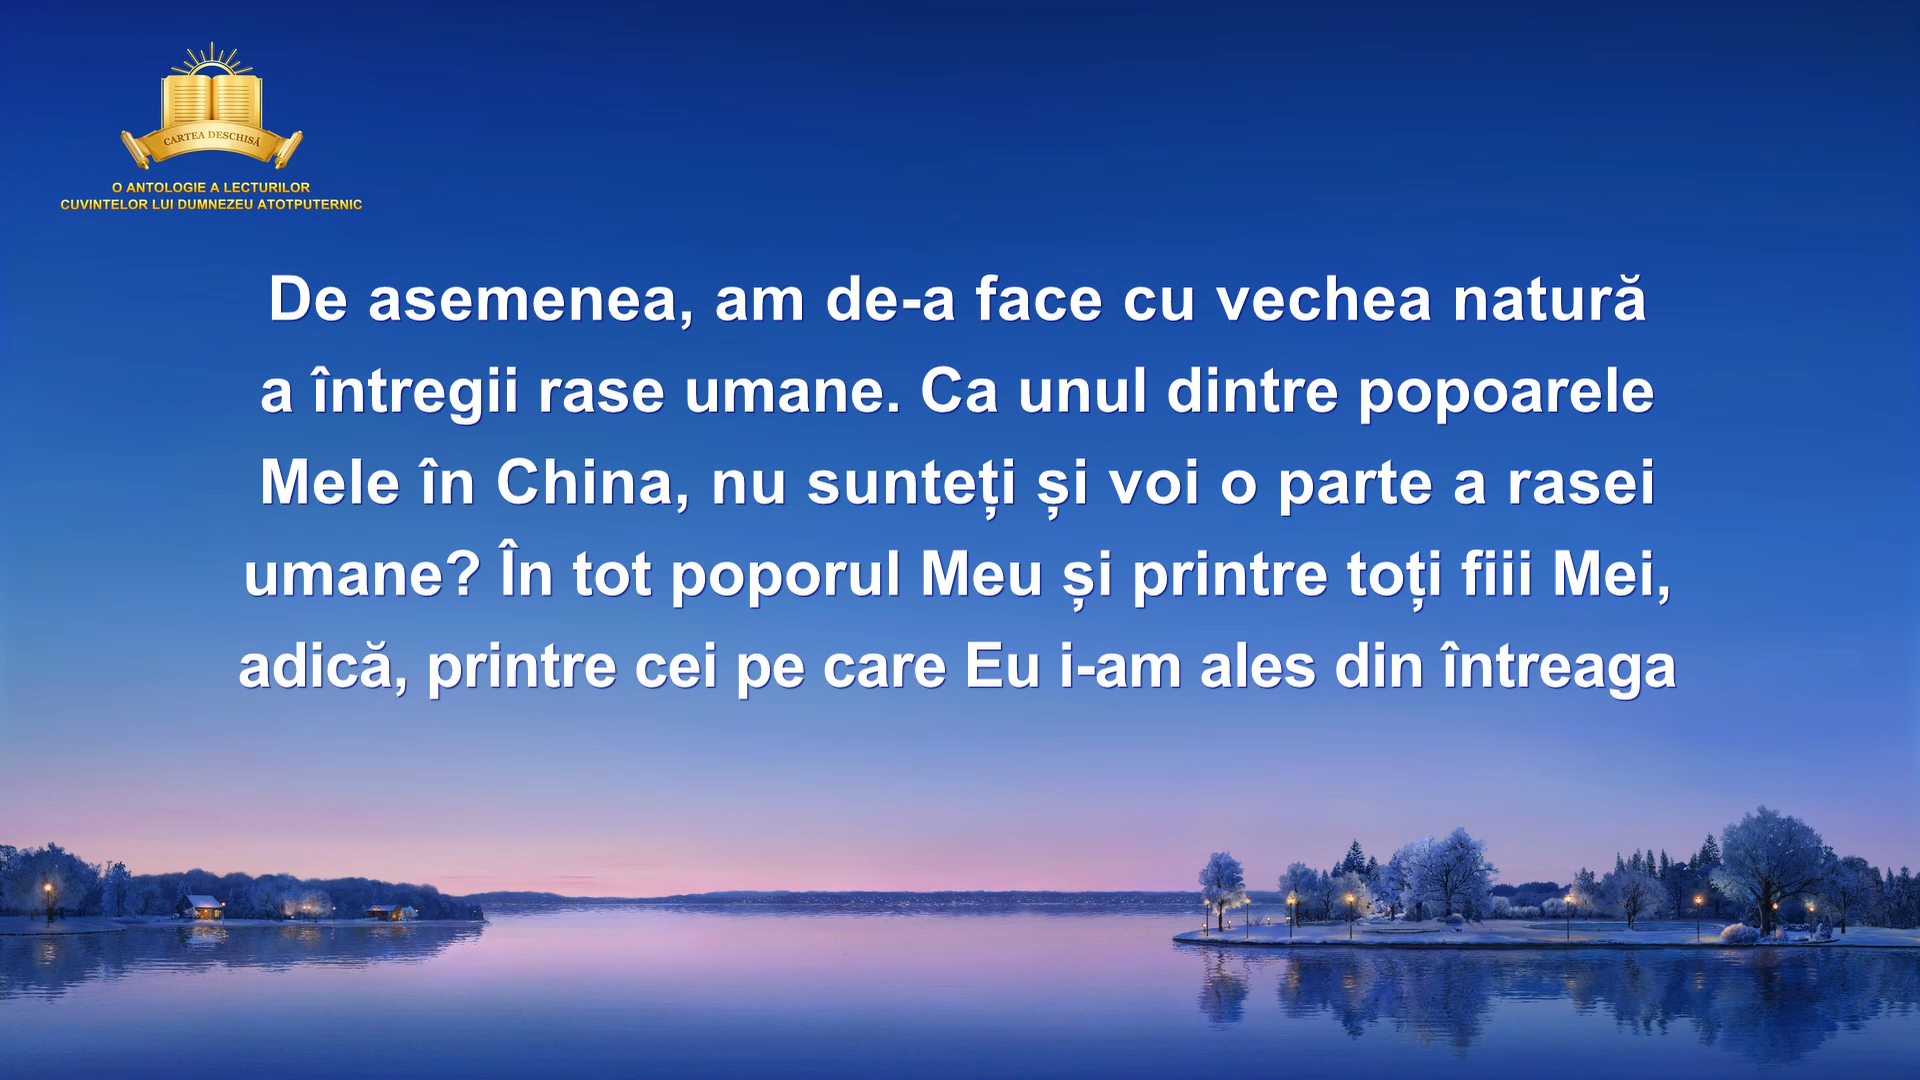 CARTEA DESCHISĂ
O ANTOLOGIE A LECTURILOR
CUVINTELOR LUI DUMNEZEU ATOTPUTERNIC
De asemenea, am de-a face cu vechea natură
a întregii rase umane. Ca unul dintre popoarele
Mele în China, nu sunteți și voi o parte a rasei
umane? În tot poporul Meu și printre toți fiii Mei,
adică, printre cei pe care Eu i-am ales din întreaga